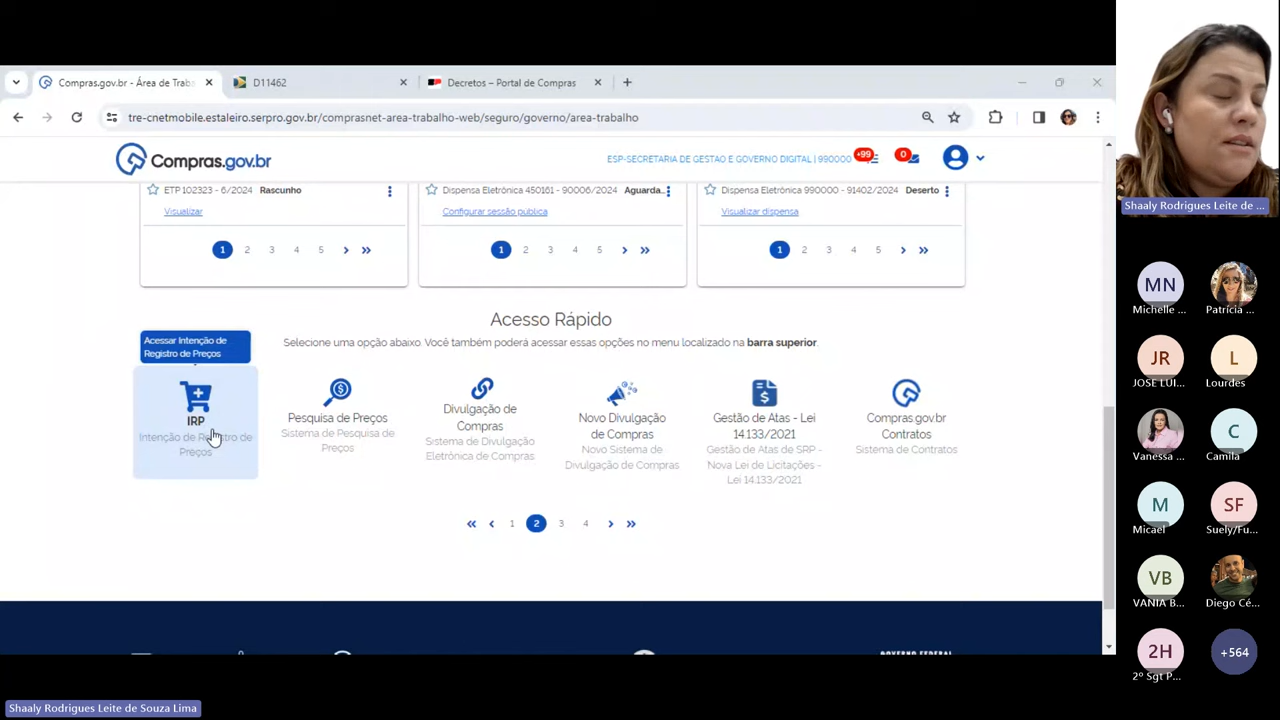 Compras.gov.br - Área de Trab
D11462
Decretos – Portal de Compras
tre-cnetmobile.estaleiro.serpro.gov.br/comprasnet-area-trabalho-web/seguro/governo/area-trabalho
Compras.gov.br
ESP-SECRETARIA DE GESTAO E GOVERNO DIGITAL | 990000
+99
0
ETP 102323 - 6/2024 Rascunho
Visualizar
1 2 3 4 5
Dispensa Eletrônica 450161 - 90006/2024 Aguarda...
Configurar sessão pública
1 2 3 4 5
Dispensa Eletrônica 990000 - 91402/2024 Deserto
Visualizar dispensa
1 2 3 4 5
Acesso Rápido
Selecione uma opção abaixo. Você também poderá acessar essas opções no menu localizado na barra superior.
Acessar Intenção de
Registro de Preços
IRP
Intenção de Registro de
Preços
Pesquisa de Preços
Sistema de Pesquisa de
Preços
Divulgação de
Compras
Sistema de Divulgação
Eletrônica de Compras
Novo Divulgação
de Compras
Novo Sistema de
Divulgação de Compras
Gestão de Atas - Lei
14.133/2021
Gestão de Atas de SRP -
Nova Lei de Licitações -
Lei 14.133/2021
Compras.gov.br
Contratos
Sistema de Contratos
1 2 3 4
Shaaly Rodrigues Leite de ...
MN
Michelle ...
Patrícia ...
JR
JOSE LUI...
L
Lourdes
Vanessa ...
C
Camila
M
Micael
SF
Suely/Fu...
VB
VANIA B...
Diego Cé...
2H
2º Sgt P...
+564
Shaaly Rodrigues Leite de Souza Lima